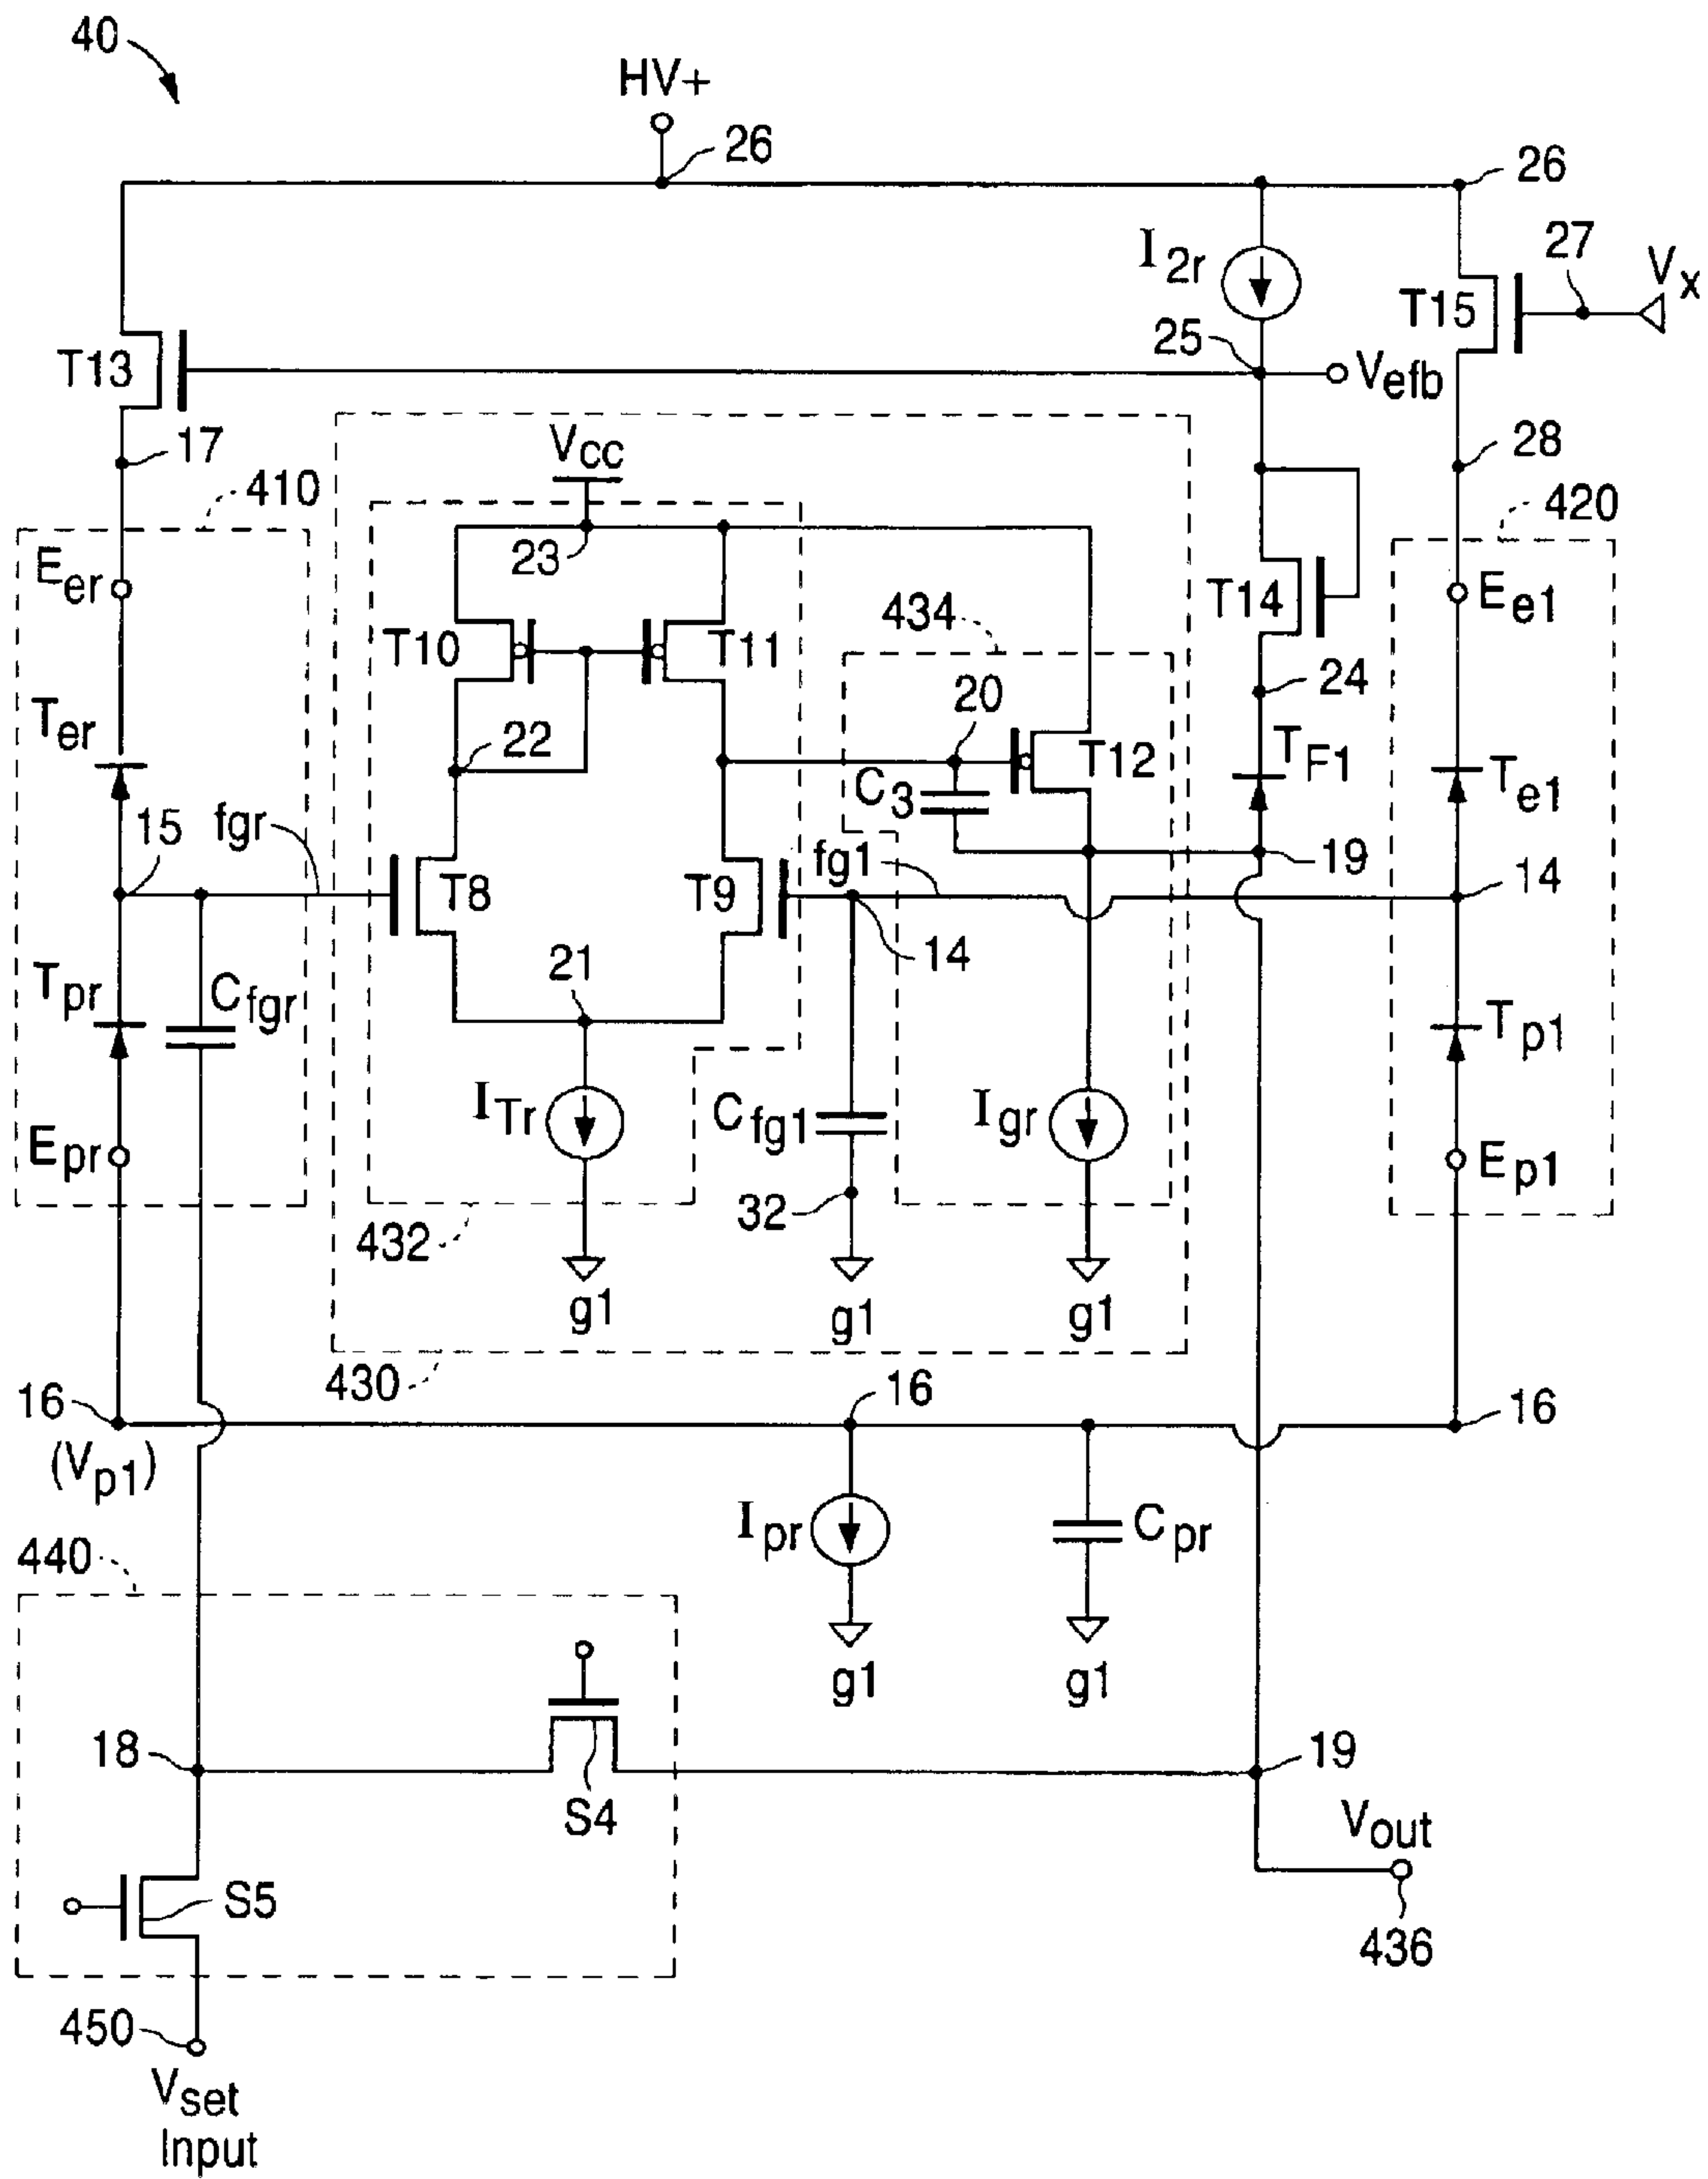 40
HV+
26
26
I2r
27
Vx
T15
T13
25
Vefb
17
VCC
28
410
420
23
Eer
T14
Ee1
434
T10
T11
24
Ter
20
22
T12
TF1
Te1
C3
15
fgr
19
fg1
T8
T9
14
14
21
Tpr
Cfgr
Tp1
ITr
Cfg1
Igr
Epr
Ep1
32
432
g1
g1
g1
430
16
16
16
(Vp1)
Ipr
Cpr
440
g1
g1
18
19
S4
Vout
S5
436
450
Vset
Input